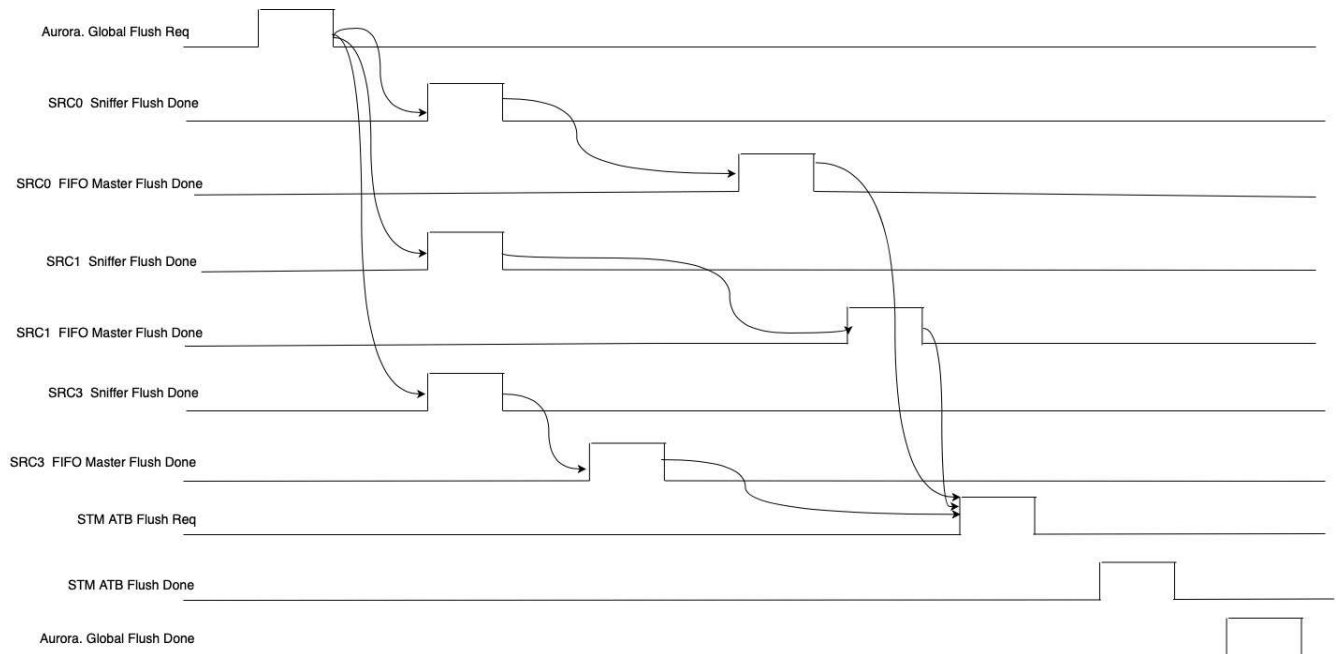 Aurora. Global Flush Req
SRC0 Sniffer Flush Done
SRC0 FIFO Master Flush Done
SRC1 Sniffer Flush Done
SRC1 FIFO Master Flush Done
SRC3 Sniffer Flush Done
SRC3 FIFO Master Flush Done
STM ATB Flush Req
STM ATB Flush Done
Aurora. Global Flush Done